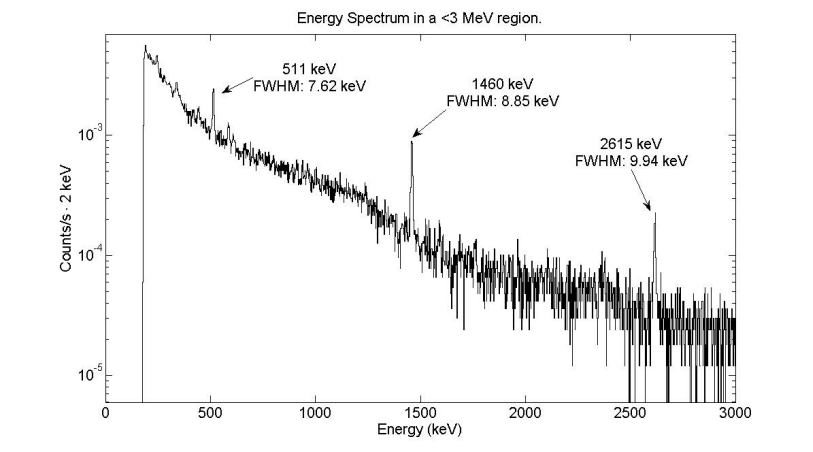 Energy Spectrum in a <3 MeV region.
511 keV
FWHM: 7.62 keV
1460 keV
FWHM: 8.85 keV
2615 keV
FWHM: 9.94 keV
Counts/s · 2 keV
10⁻³
10⁻⁴
10⁻⁵
0 500 1000 1500 2000 2500 3000
Energy (keV)